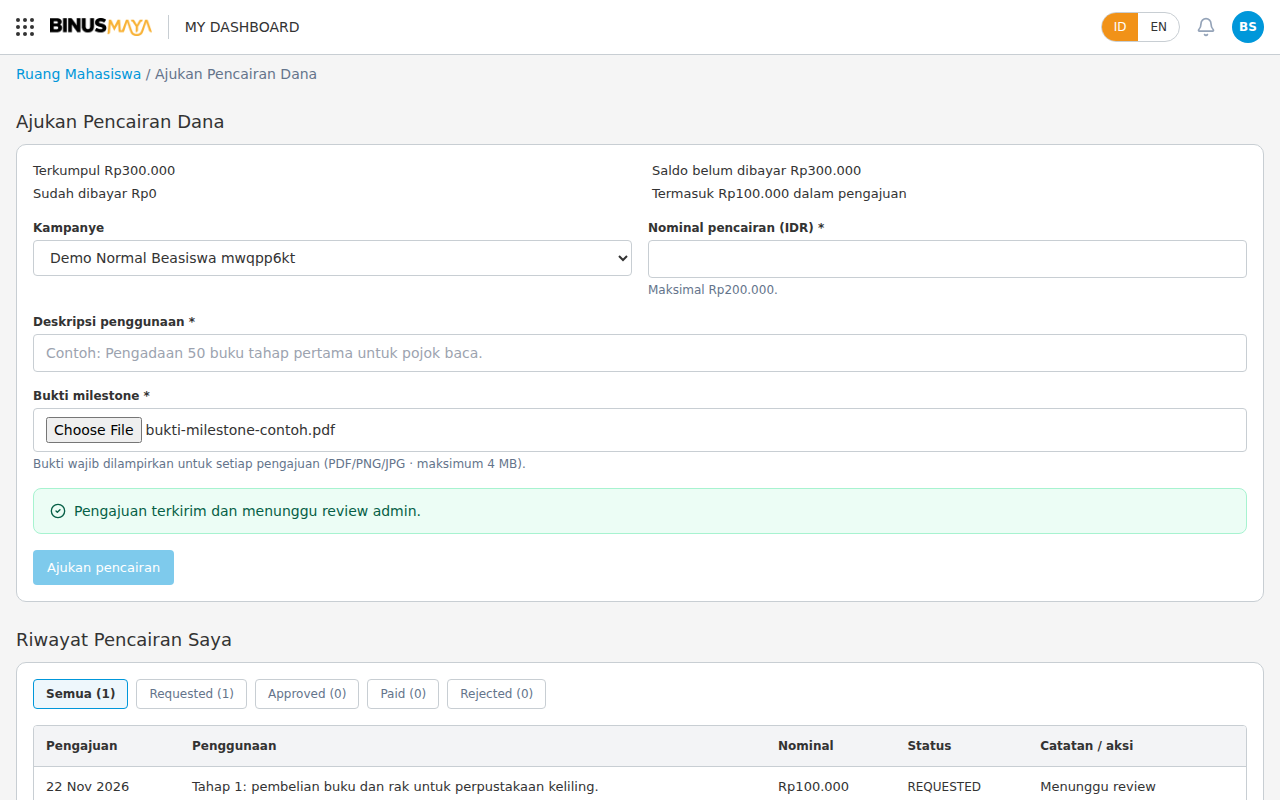 BINUSMAYA MY DASHBOARD ID EN BS
Ruang Mahasiswa / Ajukan Pencairan Dana
Ajukan Pencairan Dana
Terkumpul Rp300.000
Saldo belum dibayar Rp300.000
Sudah dibayar Rp0
Termasuk Rp100.000 dalam pengajuan
Kampanye
Demo Normal Beasiswa mwqpp6kt
Nominal pencairan (IDR) *
Maksimal Rp200.000.
Deskripsi penggunaan *
Contoh: Pengadaan 50 buku tahap pertama untuk pojok baca.
Bukti milestone *
Choose File bukti-milestone-contoh.pdf
Bukti wajib dilampirkan untuk setiap pengajuan (PDF/PNG/JPG · maksimum 4 MB).
Pengajuan terkirim dan menunggu review admin.
Ajukan pencairan
Riwayat Pencairan Saya
Semua (1) Requested (1) Approved (0) Paid (0) Rejected (0)
Pengajuan Penggunaan Nominal Status Catatan / aksi
22 Nov 2026 Tahap 1: pembelian buku dan rak untuk perpustakaan keliling. Rp100.000 REQUESTED Menunggu review